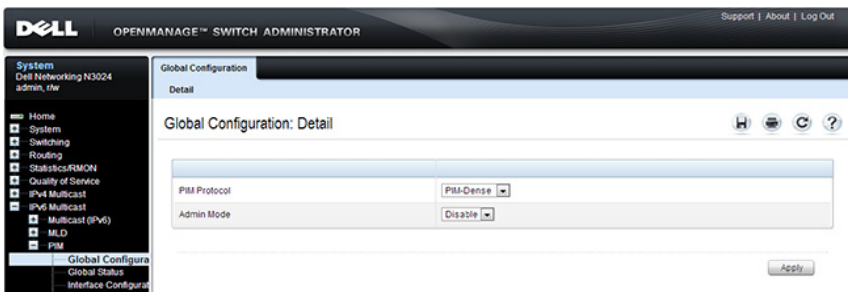 Support | About | Log Out
DELL OPENMANAGE™ SWITCH ADMINISTRATOR
System
Dell Networking N3024
admin, r/w
Home
System
Switching
Routing
Statistics/RMON
Quality of Service
IPv4 Multicast
IPv6 Multicast
Multicast (IPv6)
MLD
PIM
Global Configura
Global Status
Interface Configurat
Global Configuration
Detail
Global Configuration: Detail
PIM Protocol PIM-Dense
Admin Mode Disable
Apply